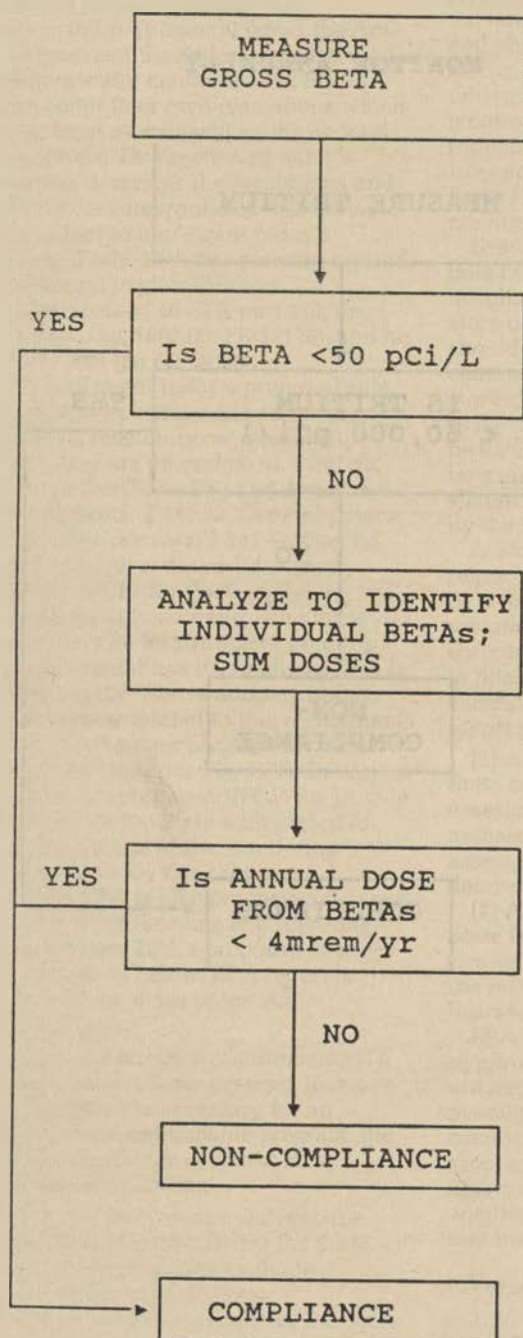 MEASURE
GROSS BETA
YES
Is BETA <50 pCi/L
NO
ANALYZE TO IDENTIFY
INDIVIDUAL BETAs;
SUM DOSES
YES
Is ANNUAL DOSE
FROM BETAs
< 4mrem/yr
NO
NON-COMPLIANCE
COMPLIANCE